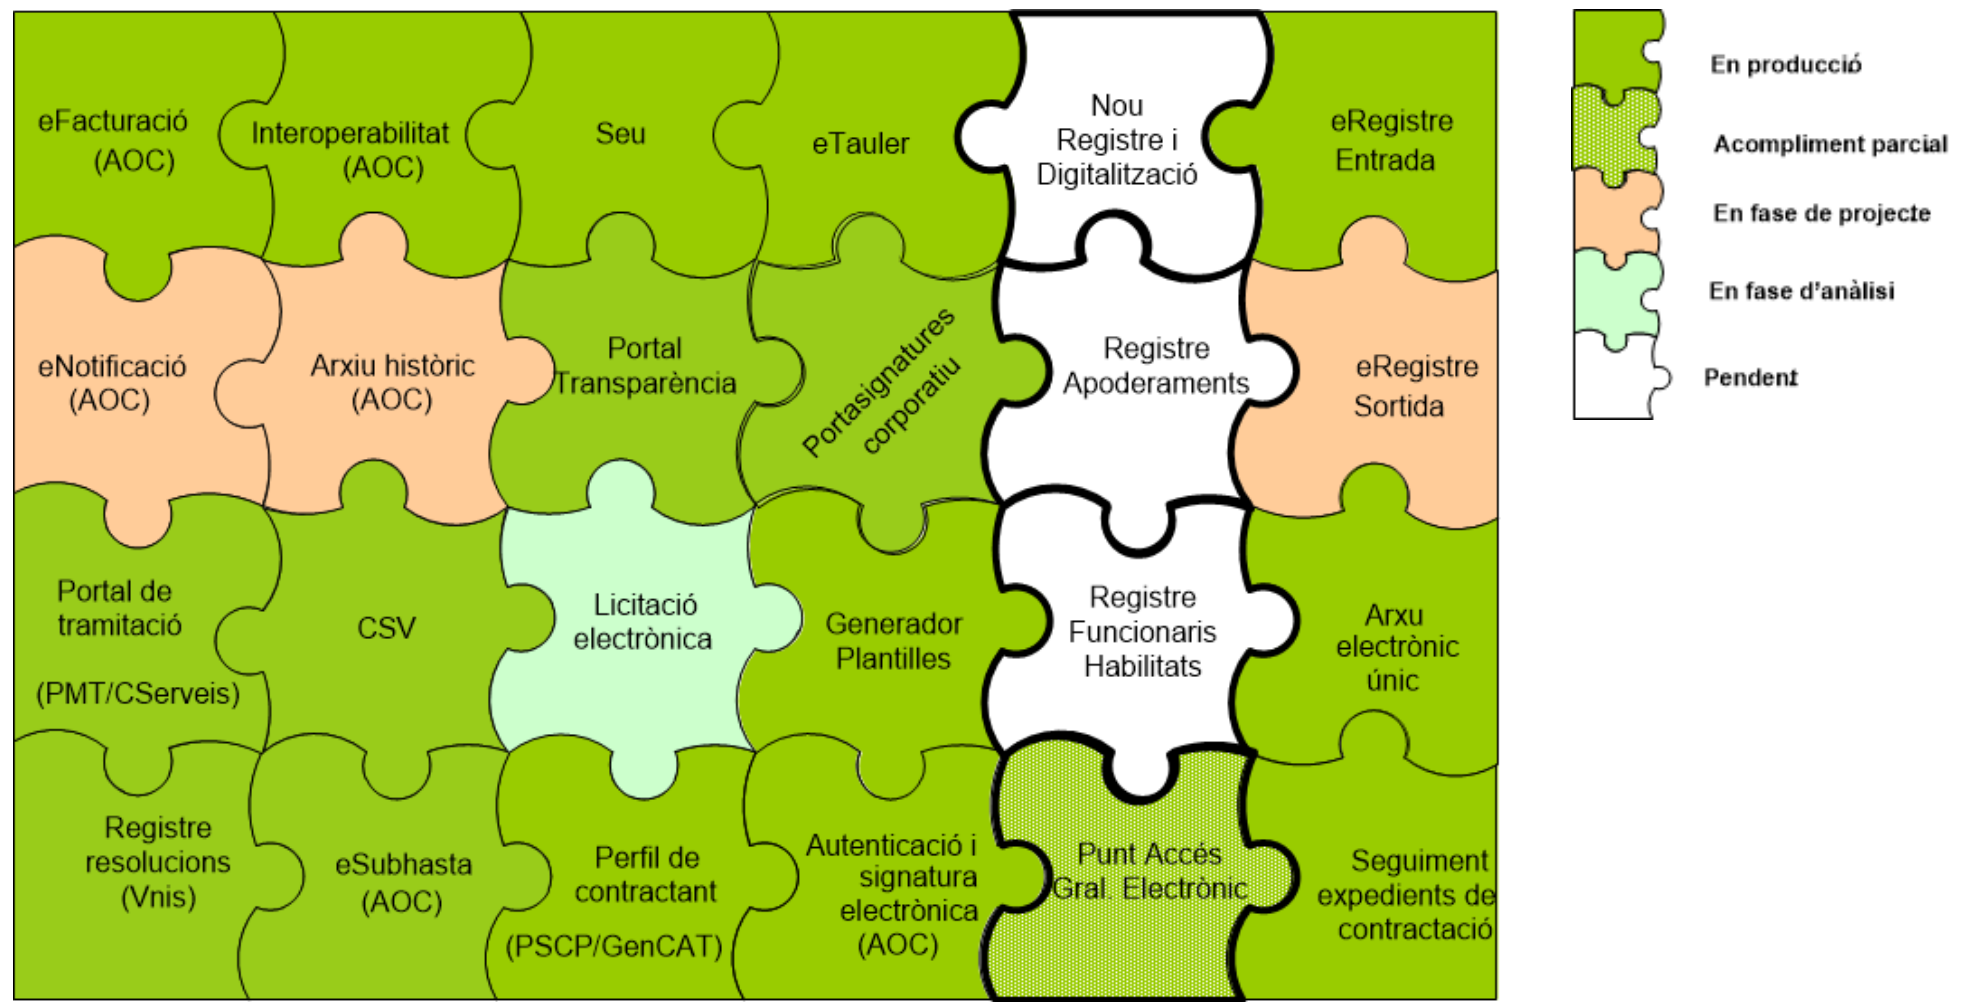 eFacturació
(AOC)
Interoperabilitat
(AOC)
Seu
eTauler
Nou
Registre i
Digitalització
eRegistre
Entrada
eNotificació
(AOC)
Arxiu històric
(AOC)
Portal
Transparència
Portasignatures
corporatiu
Registre
Apoderaments
eRegistre
Sortida
Portal de
tramitació
(PMT/CServeis)
CSV
Licitació
electrònica
Generador
Plantilles
Registre
Funcionaris
Habilitats
Arxu
electrònic
únic
Registre
resolucions
(Vnis)
eSubhasta
(AOC)
Perfil de
contractant
(PSCP/GenCAT)
Autenticació i
signatura
electrònica
(AOC)
Punt Accés
Gral. Electrònic
Seguiment
expedients de
contractació
En producció
Acompliment parcial
En fase de projecte
En fase d'anàlisi
Pendent